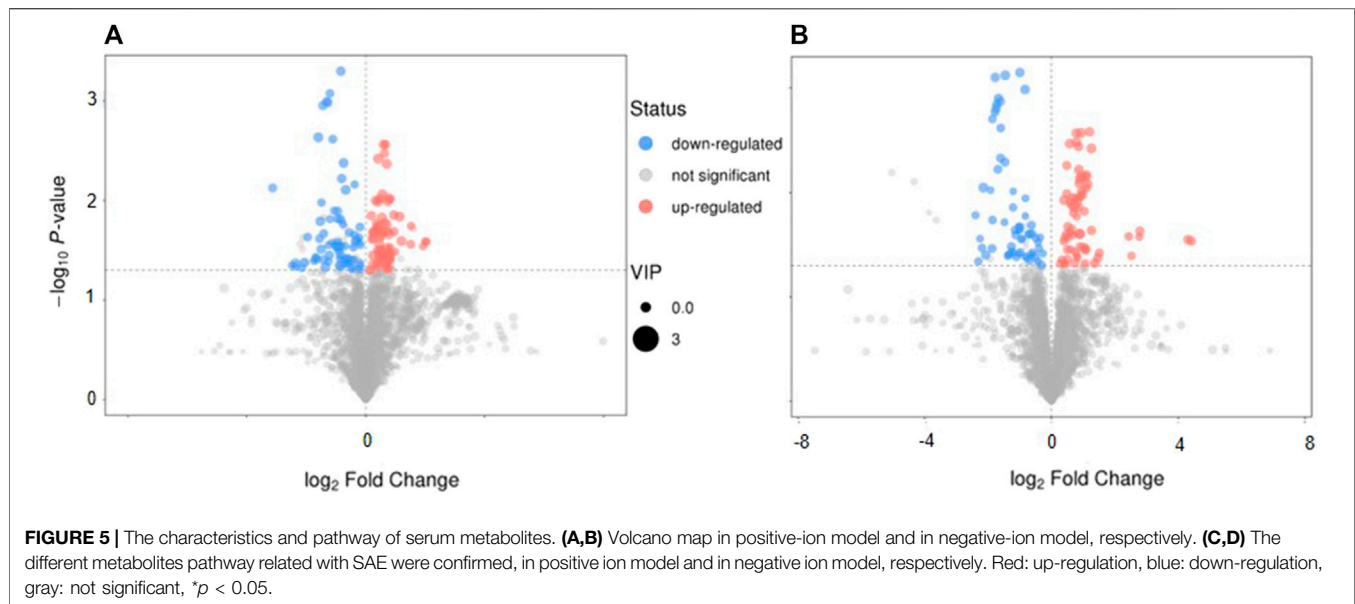 A
B
3
2
1
0
−log10 P-value
0
log2 Fold Change
Status
down-regulated
not significant
up-regulated
VIP
0.0
3
-8 -4 0 4 8
log2 Fold Change
FIGURE 5 | The characteristics and pathway of serum metabolites. (A,B) Volcano map in positive-ion model and in negative-ion model, respectively. (C,D) The
different metabolites pathway related with SAE were confirmed, in positive ion model and in negative ion model, respectively. Red: up-regulation, blue: down-regulation,
gray: not significant, *p < 0.05.